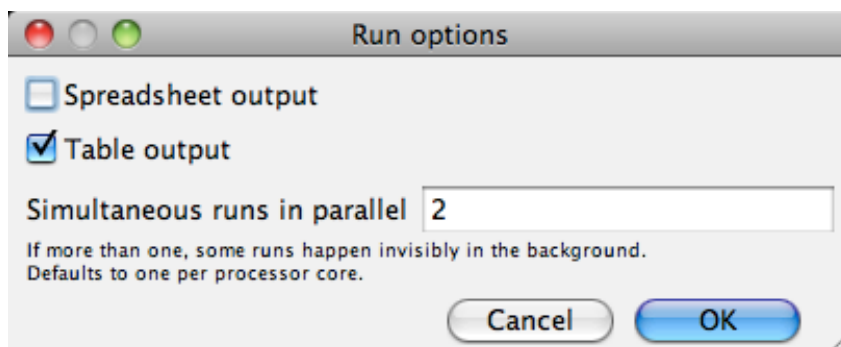 Run options
Spreadsheet output
Table output
Simultaneous runs in parallel 2
If more than one, some runs happen invisibly in the background.
Defaults to one per processor core.
Cancel OK